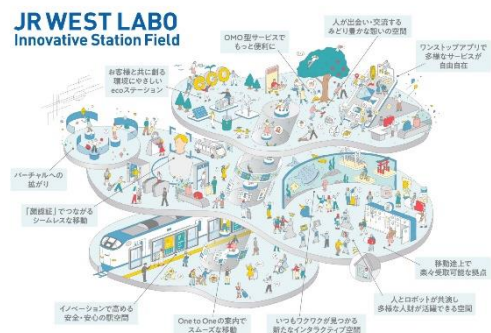 JR WEST LABO
Innovative Station Field
OMO型サービスで
もっと便利に
人が出会い・交流する
みどり豊かな憩いの空間
ワンストップアプリで
多様なサービスが
自由自在
お客様と共に創る
環境にやさしい
ecoステーション
バーチャルへの
拡がり
「顔認証」でつながる
シームレスな移動
イノベーションで高める
安全・安心の駅空間
One to Oneの案内で
スムーズな移動
いつもワクワクが見つかる
新たなインタラクティブ空間
人とロボットが共演し
多様な人財が活躍できる空間
移動途上で
楽々受取可能な拠点